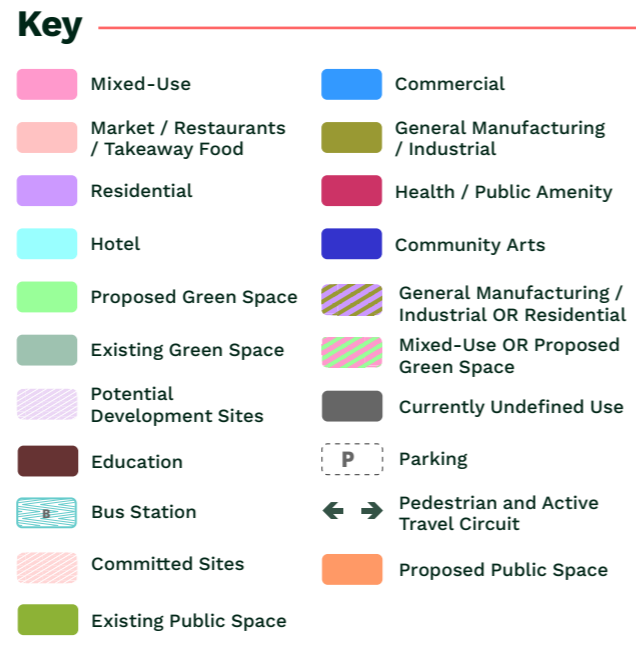 Key
Mixed-Use
Market / Restaurants
/ Takeaway Food
Residential
Hotel
Proposed Green Space
Existing Green Space
Potential
Development Sites
Education
B
Bus Station
Committed Sites
Existing Public Space
Commercial
General Manufacturing
/ Industrial
Health / Public Amenity
Community Arts
General Manufacturing /
Industrial OR Residential
Mixed-Use OR Proposed
Green Space
Currently Undefined Use
P
Parking
Pedestrian and Active
Travel Circuit
Proposed Public Space